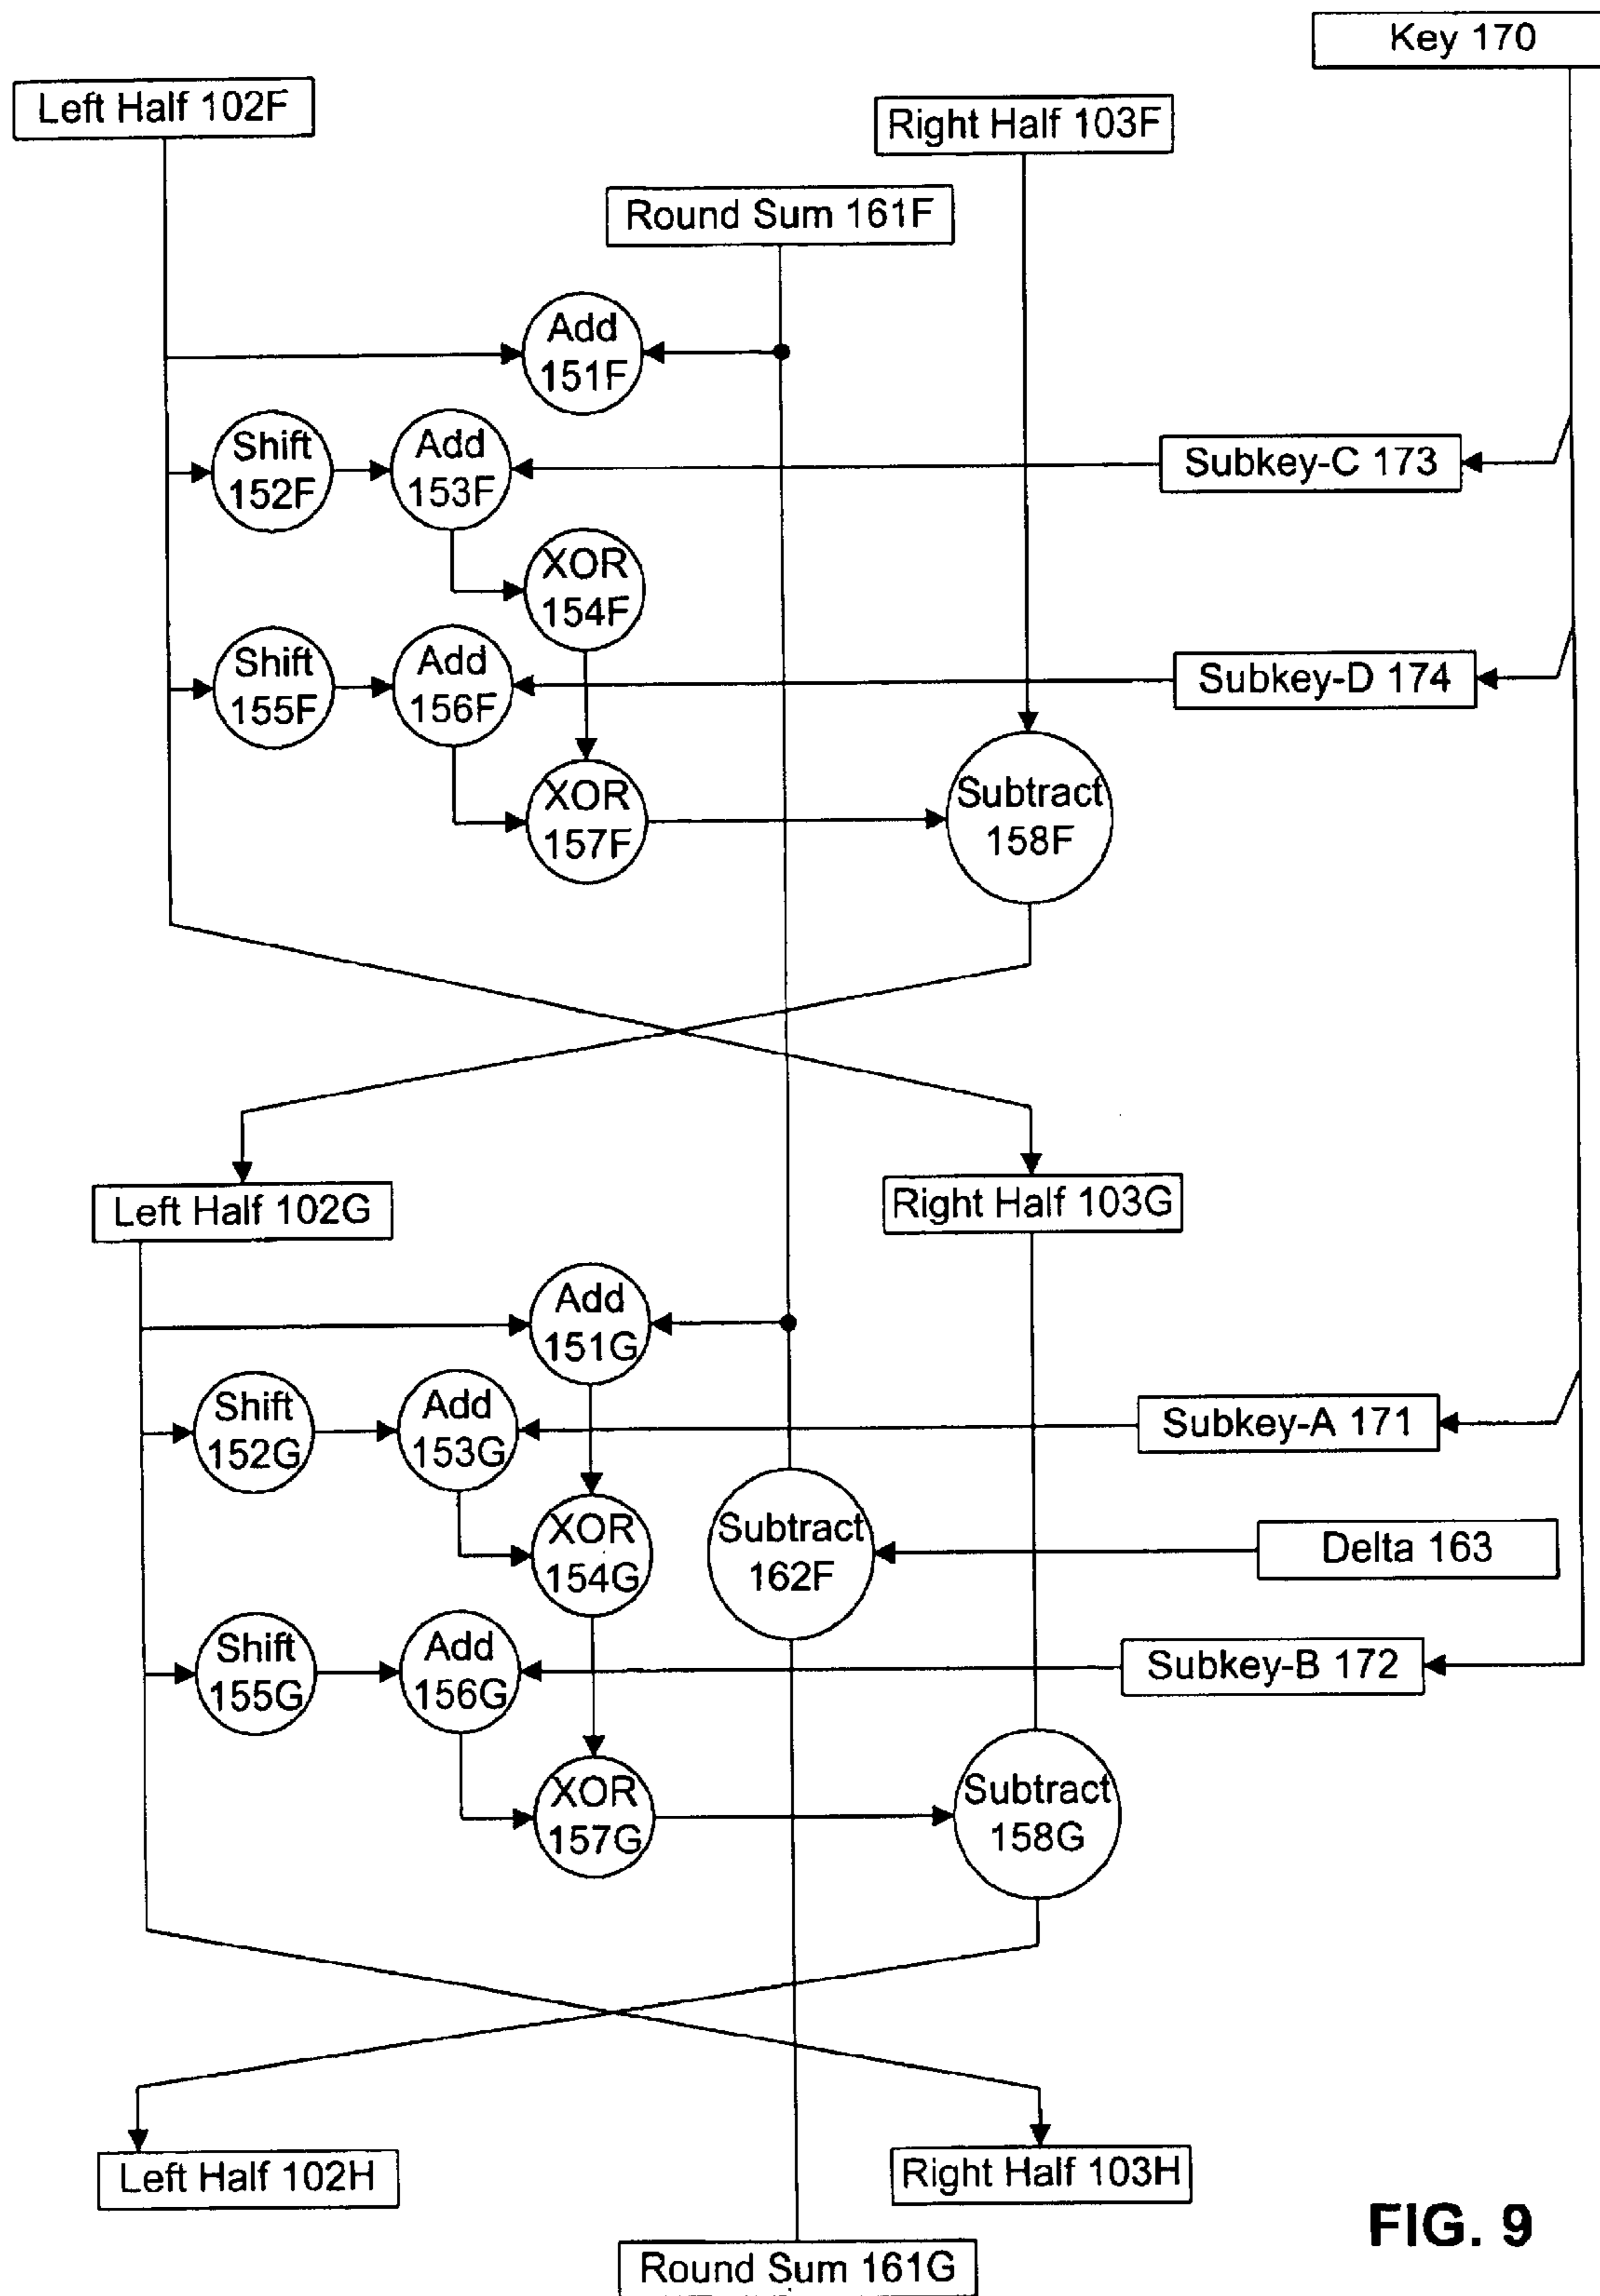 Key 170
Left Half 102F
Right Half 103F
Round Sum 161F
Add
151F
Shift
152F
Add
153F
Subkey-C 173
XOR
154F
Shift
155F
Add
156F
Subkey-D 174
XOR
157F
Subtract
158F
Left Half 102G
Right Half 103G
Add
151G
Shift
152G
Add
153G
Subkey-A 171
XOR
154G
Subtract
162F
Delta 163
Shift
155G
Add
156G
Subkey-B 172
XOR
157G
Subtract
158G
Left Half 102H
Right Half 103H
Round Sum 161G
FIG. 9